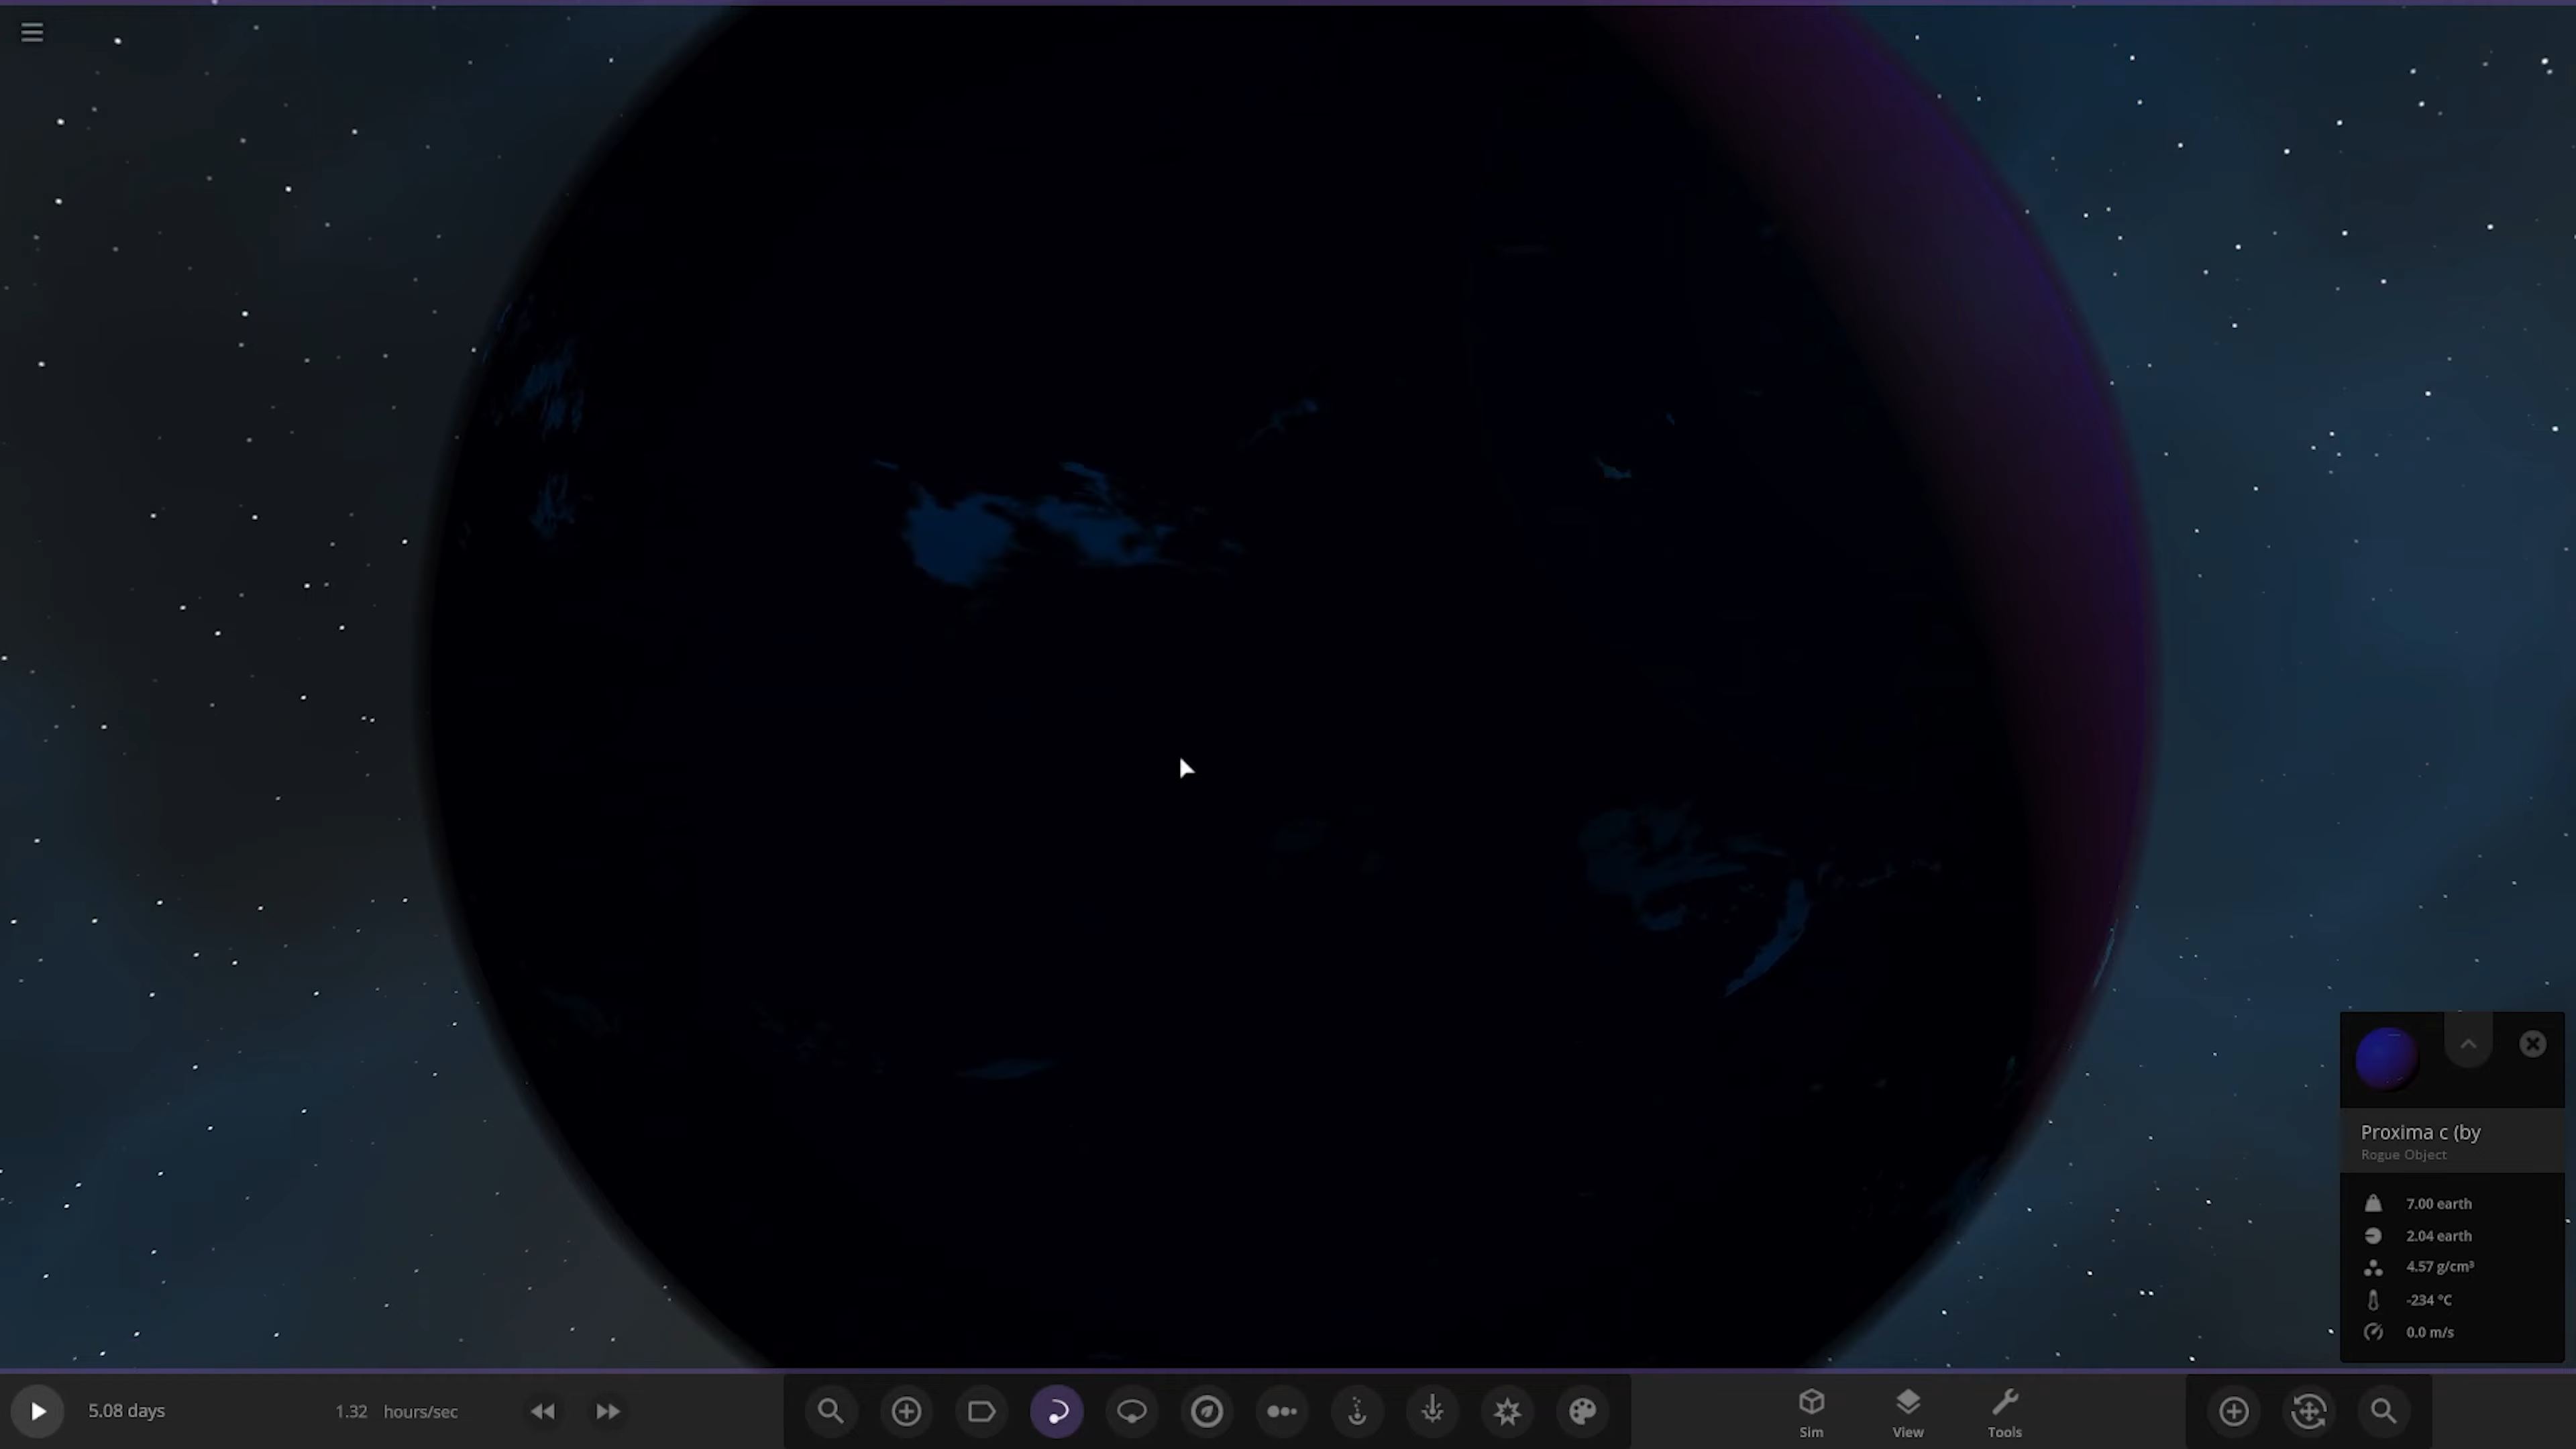 Proxima c (by
Rogue Object
7.00 earth
2.04 earth
4.57 g/cm³
-234 °C
0.0 m/s
5.08 days
1.32 hours/sec
Sim
View
Tools